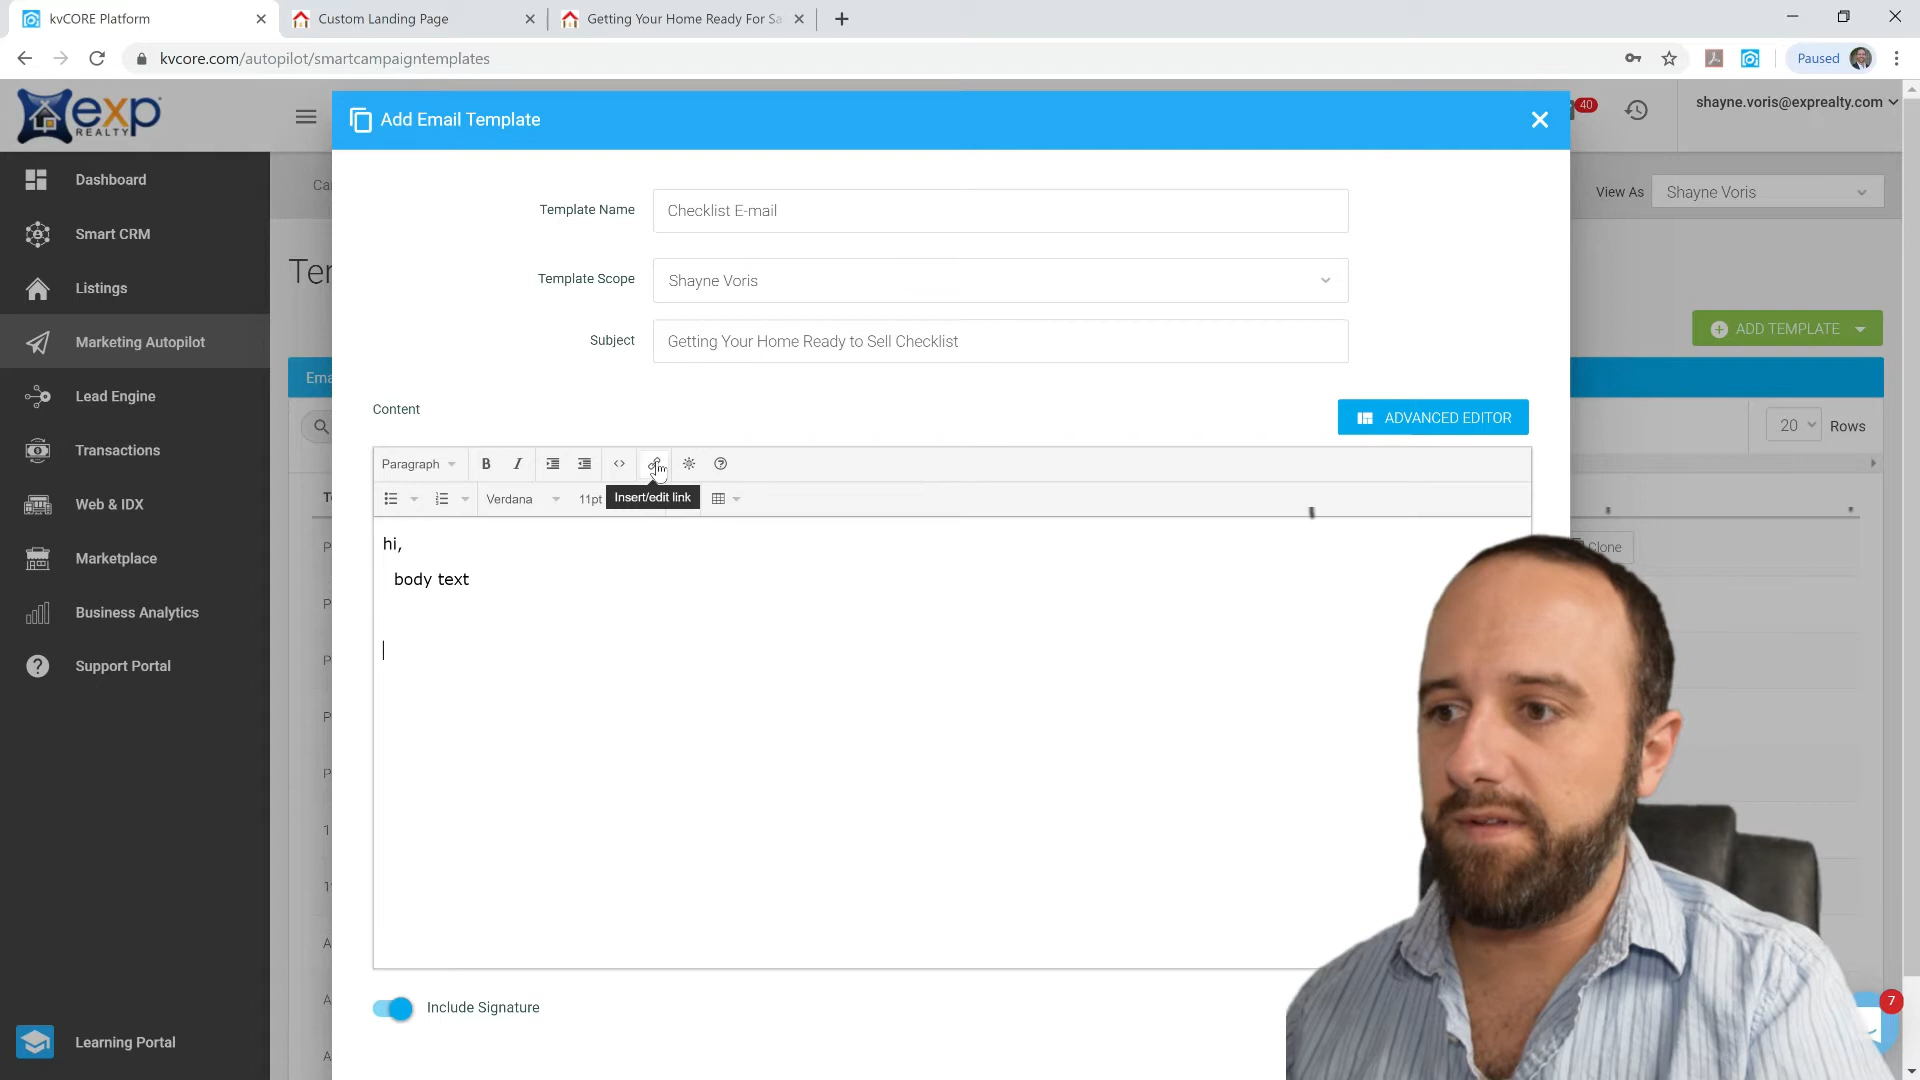 kvCORE Platform
Custom Landing Page
Getting Your Home Ready For Sa
kvcore.com/autopilot/smartcampaigntemplates
Paused
exp
REALTY
Add Email Template
40
shayne.voris@exprealty.com
Dashboard
Smart CRM
Listings
Marketing Autopilot
Lead Engine
Transactions
Web & IDX
Marketplace
Business Analytics
Support Portal
Learning Portal
View As
Shayne Voris
ADD TEMPLATE
20
Rows
Clone
Template Name
Checklist E-mail
Template Scope
Shayne Voris
Subject
Getting Your Home Ready to Sell Checklist
Content
ADVANCED EDITOR
Paragraph
B
I
Verdana
11pt
Insert/edit link
hi,
body text
Include Signature
7